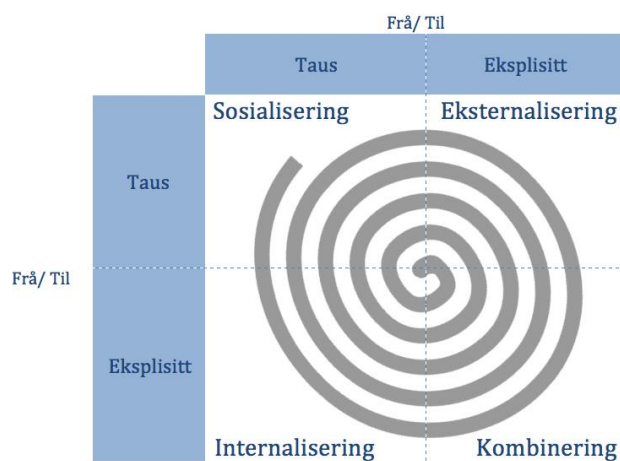 Frå/ Til
Taus
Eksplisitt
Sosialisering
Eksternalisering
Taus
Frå/ Til
Eksplisitt
Internalisering
Kombinering